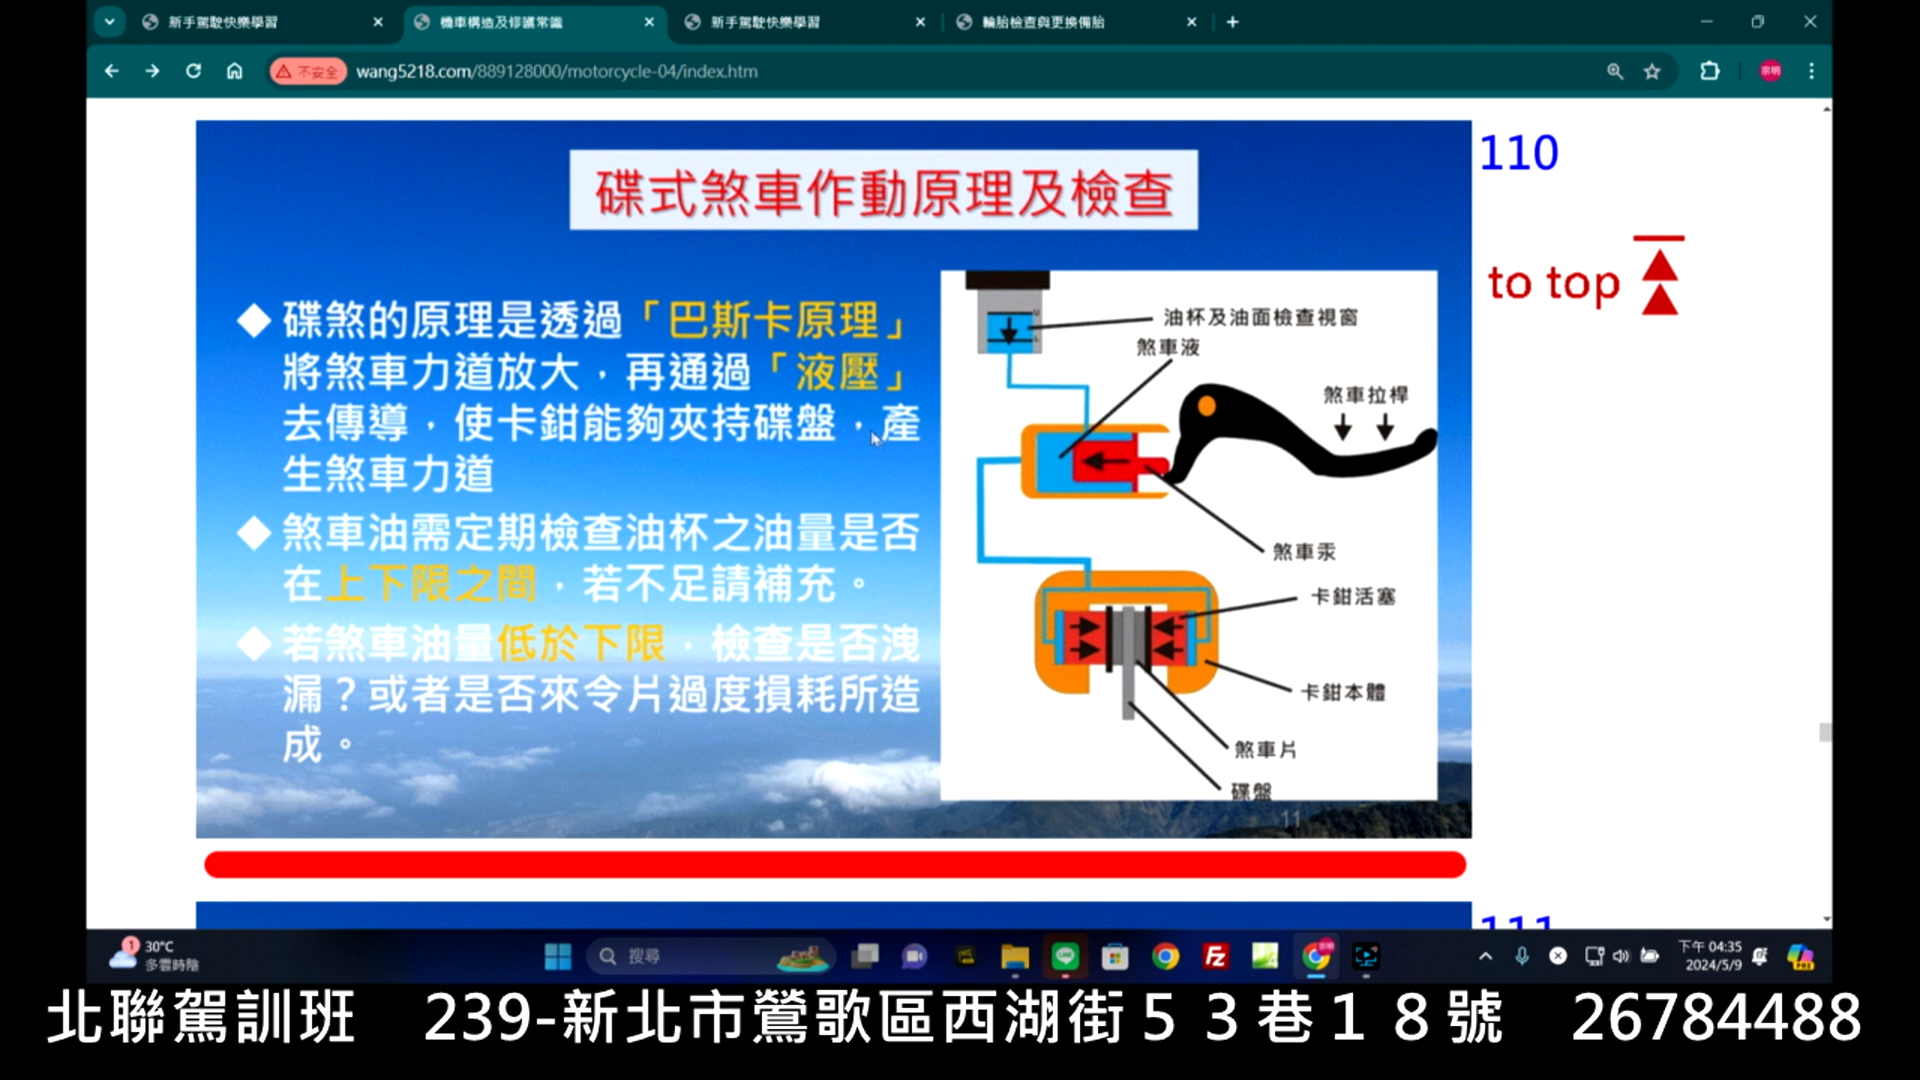 新手駕駛快樂學習
機車構造及修護常識
新手駕駛快樂學習
輪胎檢查與更換備胎
不安全
wang5218.com/889128000/motorcycle-04/index.htm
宗明
110
to top
碟式煞車作動原理及檢查
◆碟煞的原理是透過「巴斯卡原理」
將煞車力道放大，再通過「液壓」
去傳導，使卡鉗能夠夾持碟盤，產
生煞車力道
◆煞車油需定期檢查油杯之油量是否
在上下限之間，若不足請補充。
◆若煞車油量低於下限，檢查是否洩
漏？或者是否來令片過度損耗所造
成。
油杯及油面檢查視窗
煞車液
煞車拉桿
煞車泵
卡鉗活塞
卡鉗本體
煞車片
碟盤
11
111
1
30°C
多雲時陰
搜尋
下午 04:35
2024/5/9
北聯駕訓班 239-新北市鶯歌區西湖街５３巷１８號 26784488